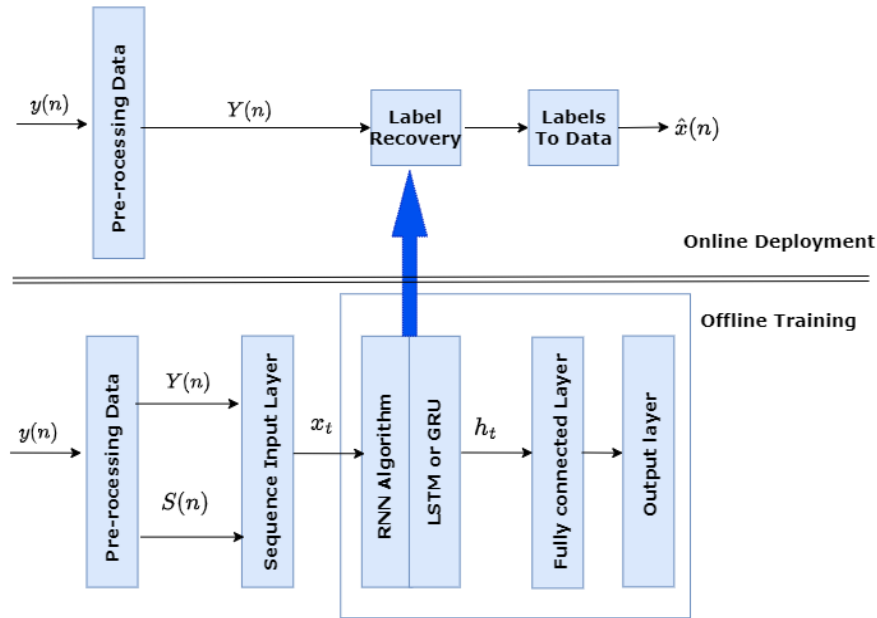 y(n)
Pre-rocessing Data
Y(n)
Label
Recovery
Labels
To Data
x̂(n)
Online Deployment
Offline Training
y(n)
Pre-rocessing Data
Y(n)
S(n)
Sequence Input Layer
x_t
RNN Algorithm
LSTM or GRU
h_t
Fully connected Layer
Output layer